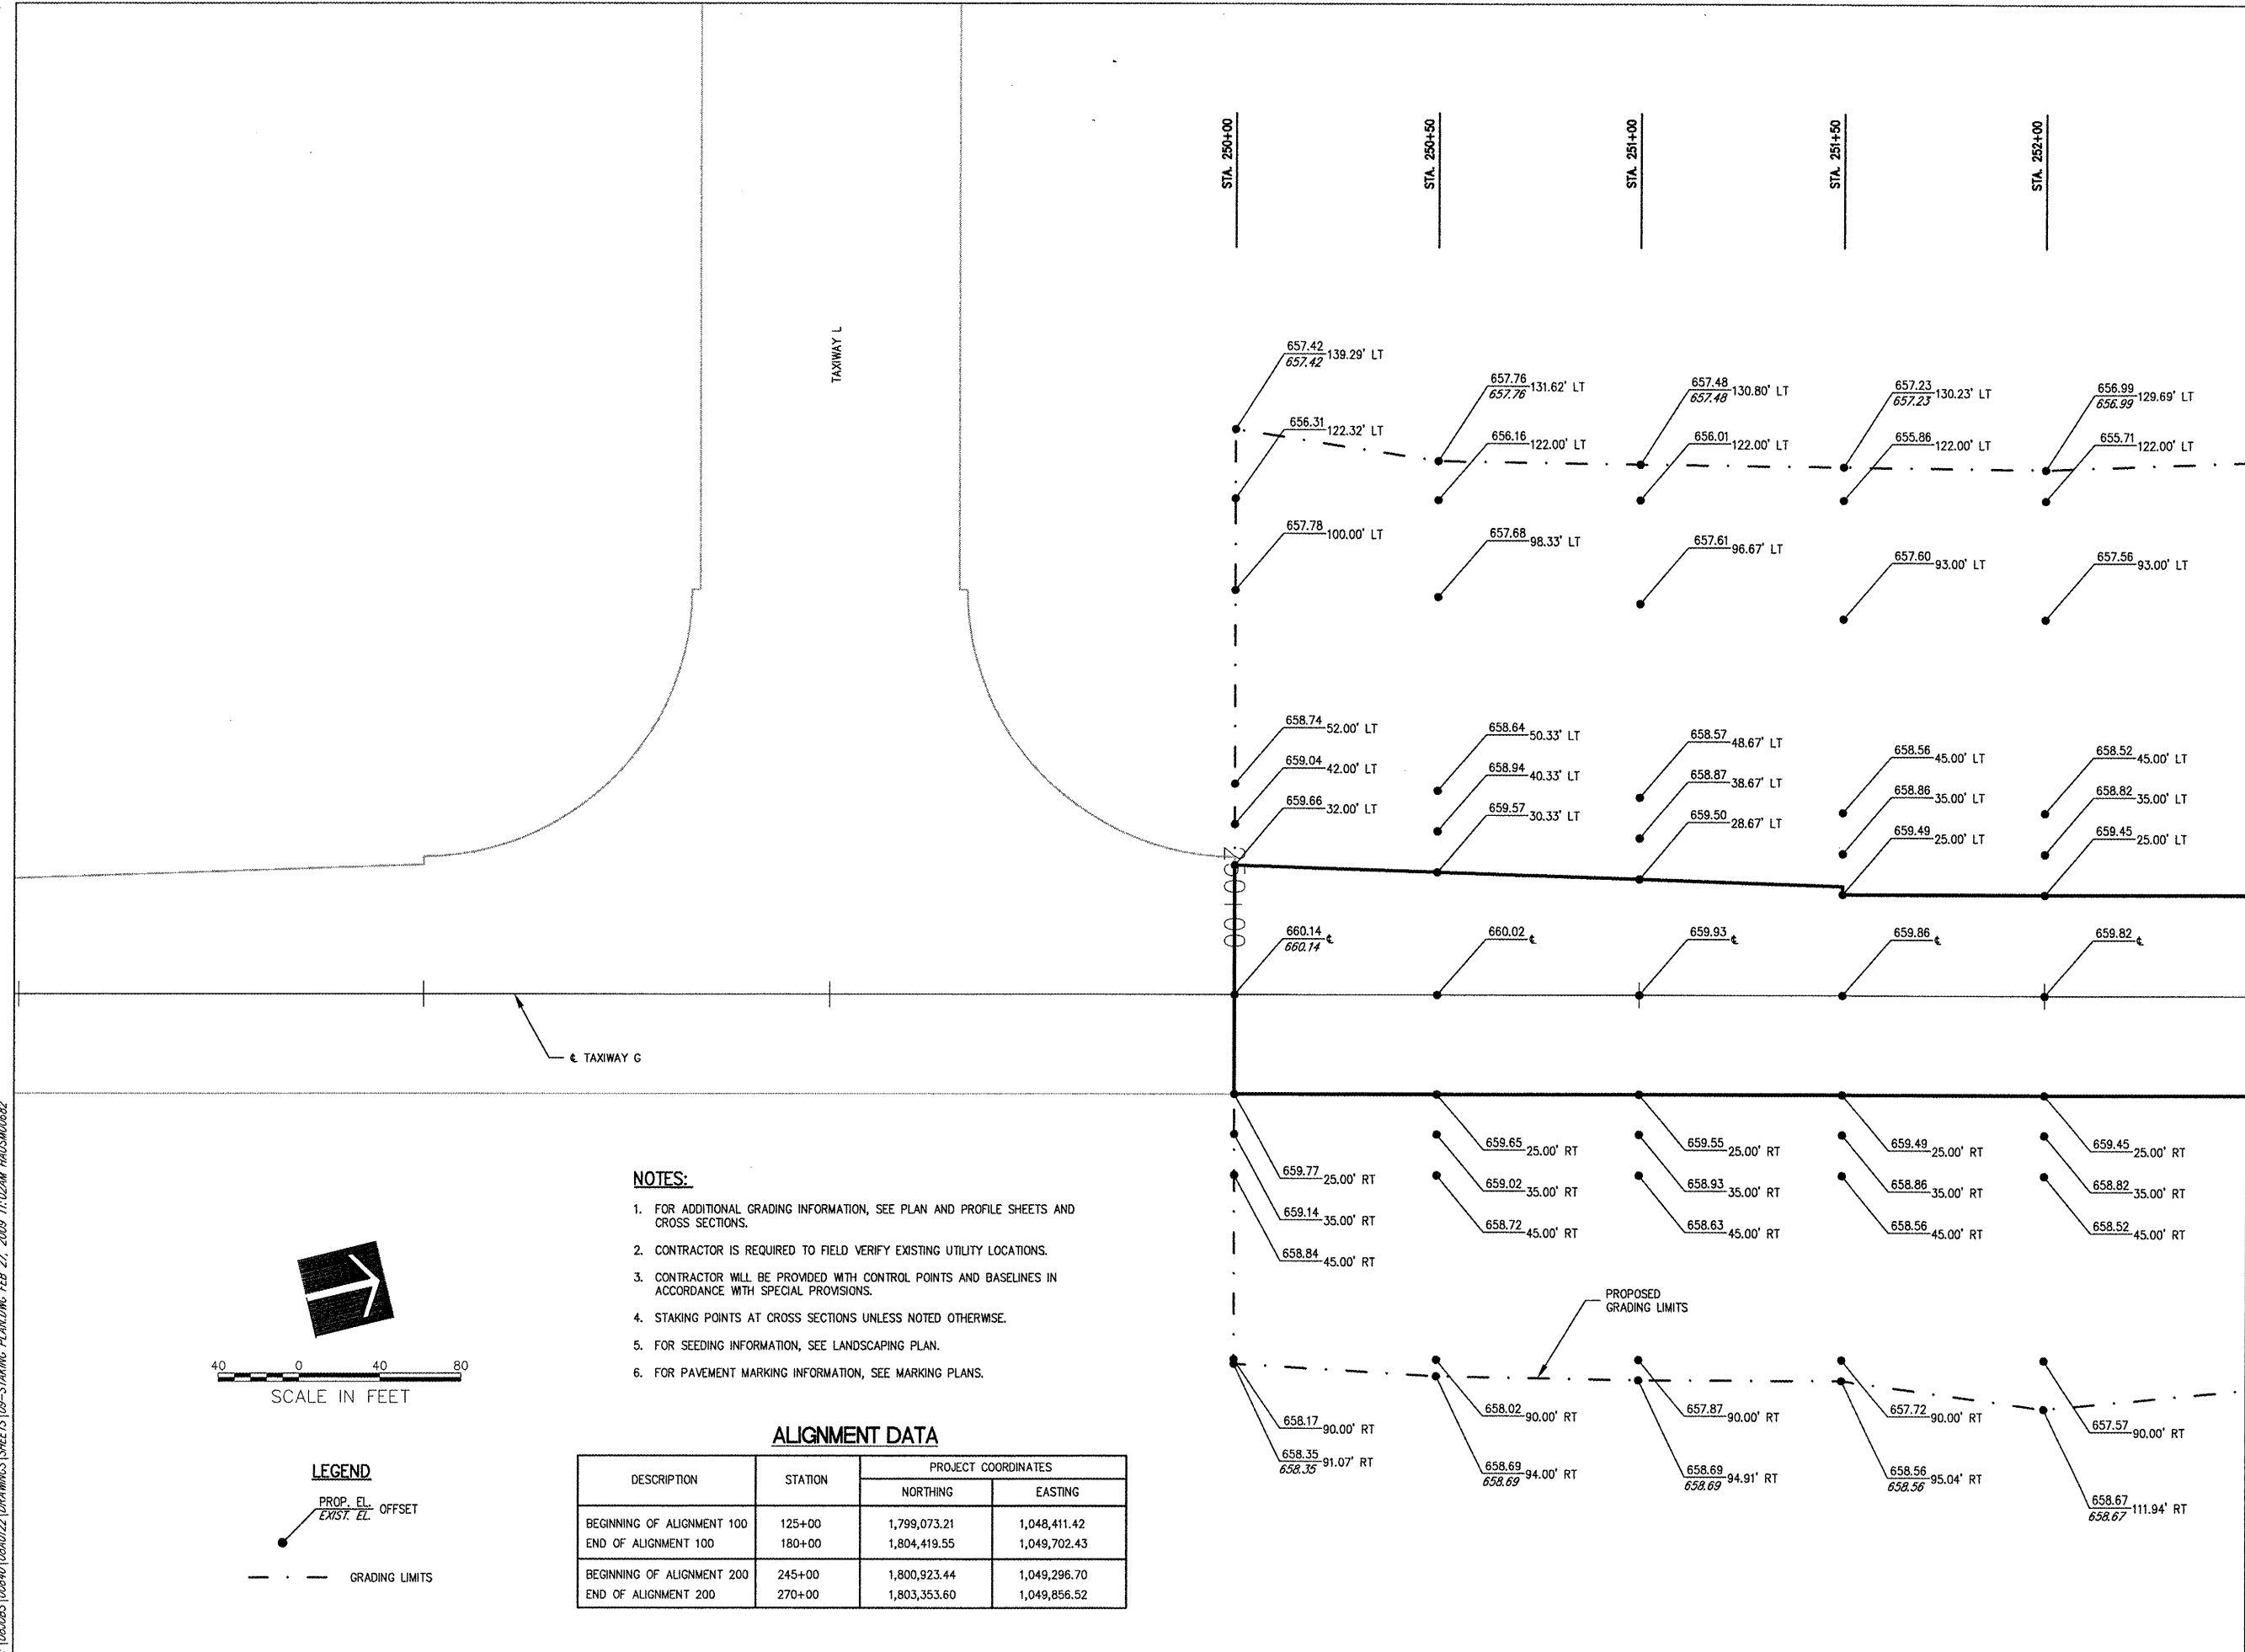 STA. 250+00
STA. 250+50
STA. 251+00
STA. 251+50
STA. 252+00
TAXIWAY L
657.42
657.42 139.29' LT
657.76
657.76 131.62' LT
657.48
657.48 130.80' LT
657.23
657.23 130.23' LT
656.99
656.99 129.69' LT
656.31 122.32' LT
656.16 122.00' LT
656.01 122.00' LT
655.86 122.00' LT
655.71 122.00' LT
657.78 100.00' LT
657.68 98.33' LT
657.61 96.67' LT
657.60 93.00' LT
657.56 93.00' LT
658.74 52.00' LT
658.64 50.33' LT
658.57 48.67' LT
658.56 45.00' LT
658.52 45.00' LT
659.04 42.00' LT
658.94 40.33' LT
658.87 38.67' LT
658.86 35.00' LT
658.82 35.00' LT
659.66 32.00' LT
659.57 30.33' LT
659.50 28.67' LT
659.49 25.00' LT
659.45 25.00' LT
250+00
660.14 ℄
660.14
660.02 ℄
659.93 ℄
659.86 ℄
659.82 ℄
℄ TAXIWAY G
659.77 25.00' RT
659.65 25.00' RT
659.55 25.00' RT
659.49 25.00' RT
659.45 25.00' RT
659.14 35.00' RT
659.02 35.00' RT
658.93 35.00' RT
658.86 35.00' RT
658.82 35.00' RT
658.84 45.00' RT
658.72 45.00' RT
658.63 45.00' RT
658.56 45.00' RT
658.52 45.00' RT
PROPOSED
GRADING LIMITS
658.17 90.00' RT
658.02 90.00' RT
657.87 90.00' RT
657.72 90.00' RT
657.57 90.00' RT
658.35
658.35 91.07' RT
658.69
658.69 94.00' RT
658.69
658.69 94.91' RT
658.56
658.56 95.04' RT
658.67
658.67 111.94' RT
NOTES:
1. FOR ADDITIONAL GRADING INFORMATION, SEE PLAN AND PROFILE SHEETS AND
CROSS SECTIONS.
2. CONTRACTOR IS REQUIRED TO FIELD VERIFY EXISTING UTILITY LOCATIONS.
3. CONTRACTOR WILL BE PROVIDED WITH CONTROL POINTS AND BASELINES IN
ACCORDANCE WITH SPECIAL PROVISIONS.
4. STAKING POINTS AT CROSS SECTIONS UNLESS NOTED OTHERWISE.
5. FOR SEEDING INFORMATION, SEE LANDSCAPING PLAN.
6. FOR PAVEMENT MARKING INFORMATION, SEE MARKING PLANS.
40 0 40 80
SCALE IN FEET
LEGEND
PROP. EL.
EXIST. EL. OFFSET
GRADING LIMITS
ALIGNMENT DATA
DESCRIPTION STATION PROJECT COORDINATES
NORTHING EASTING
BEGINNING OF ALIGNMENT 100 125+00 1,799,073.21 1,048,411.42
END OF ALIGNMENT 100 180+00 1,804,419.55 1,049,702.43
BEGINNING OF ALIGNMENT 200 245+00 1,800,923.44 1,049,296.70
END OF ALIGNMENT 200 270+00 1,803,353.60 1,049,856.52
PLAN.DWG FEB 27, 2009 11:02AM